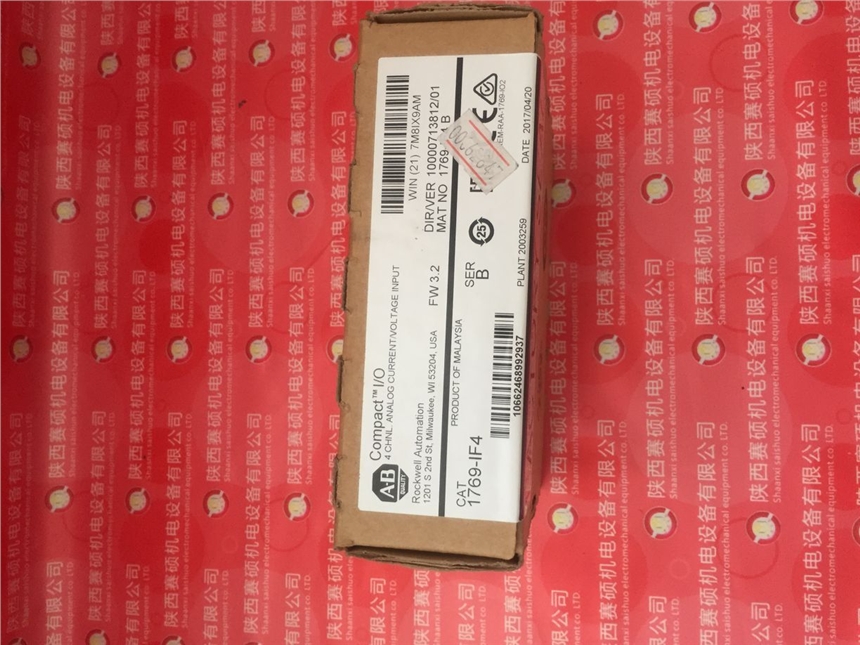 A-B
QUALITY
Compact™ I/O
4 CHNL. ANALOG CURRENT/VOLTAGE INPUT
Rockwell Automation
1201 S 2nd St. Milwaukee, WI 53204, USA
CAT
1769-IF4
PRODUCT OF MALAYSIA
FW 3.2
SER
B
10662468992937
WIN (21) 7M8IX9AM
DIR/VER 10000713812/01
MAT NO 1769 B
25
PLANT 2003259
DATE 2017/04/20
陕西赛硕机电设备有限公司
Shaanxi saishuo electromechanical equipment co. LTD.